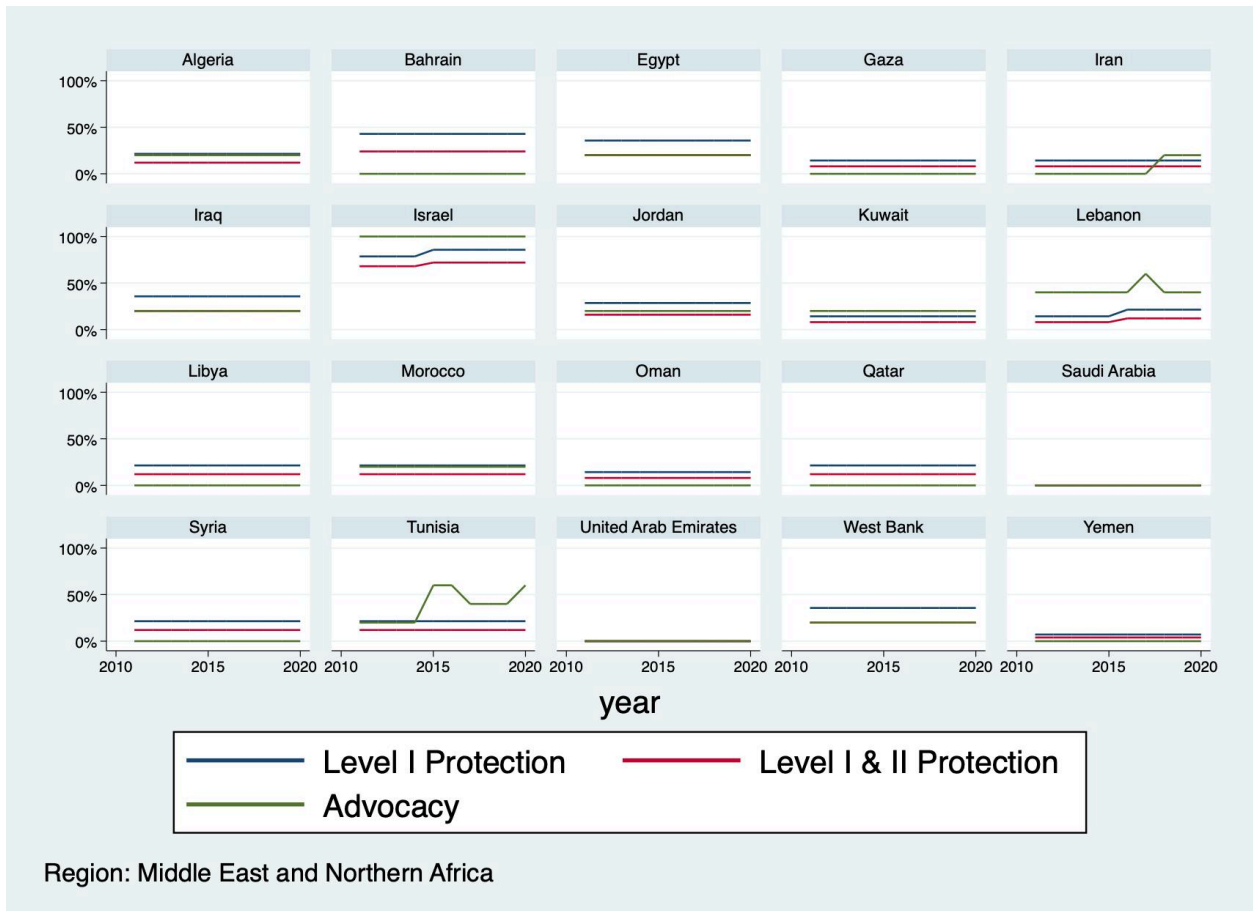 Algeria Bahrain Egypt Gaza Iran
100%
50%
0%
Iraq Israel Jordan Kuwait Lebanon
100%
50%
0%
Libya Morocco Oman Qatar Saudi Arabia
100%
50%
0%
Syria Tunisia United Arab Emirates West Bank Yemen
100%
50%
0%
2010 2015 2020 2010 2015 2020 2010 2015 2020 2010 2015 2020 2010 2015 2020
year
Level I Protection Level I & II Protection
Advocacy
Region: Middle East and Northern Africa